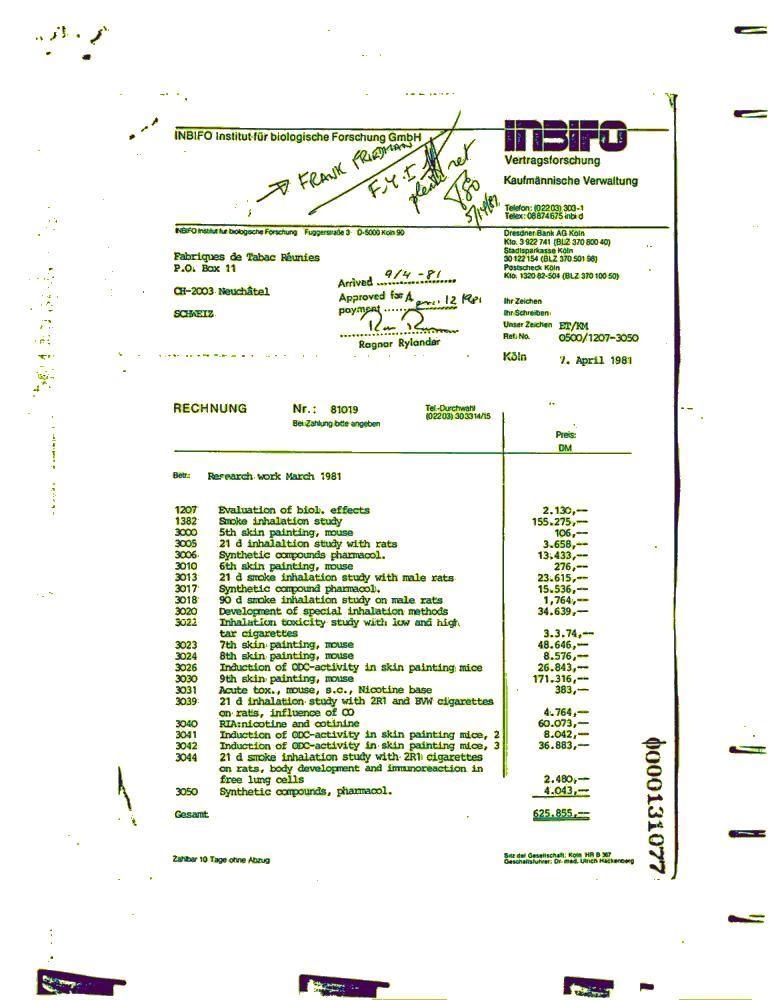 INBIFO Institut für biologische Forschung GmbH
INBIFO
Vertragsforschung
Kaufmännische Verwaltung
FRANK FRIEDMAN
F.Y.I.
please ret
Telefon: (02203) 303-1
Telex: 08874675 inbi d
INBIFO Institut für biologische Forschung Fuggerstraße 3 D-5000 Köln 90
Dresdner Bank AG Köln
Kto. 3 922 741 (BLZ 370 800 40)
Stadtsparkasse Köln
30 122 154 (BLZ 370 501 98)
Postscheck Köln
Kto. 1320 82-504 (BLZ 370 100 50)
Fabriques de Tabac Réunies
P.O. Box 11
CH-2003 Neuchâtel
SCHWEIZ
Arrived 9/4 -81
Approved for
payment 12 1981
Ragnar Rylander
Ihr Zeichen
Ihr Schreiben
Unser Zeichen ET/KM
Ref. No. 0500/1207-3050
Köln 7. April 1981
RECHNUNG Nr.: 81019
Bei Zahlung bitte angeben
Tel.-Durchwahl
(02203) 303314/15
Preis:
DM
Betr.: Research work March 1981
1207 Evaluation of biol. effects 2.130,--
1382 Smoke inhalation study 155.275,--
3000 5th skin painting, mouse 106,--
3005 21 d inhalaltion study with rats 3.658,--
3006 Synthetic compounds pharmacol. 13.433,--
3010 6th skin painting, mouse 276,--
3013 21 d smoke inhalation study with male rats 23.615,--
3017 Synthetic compound pharmacol. 15.536,--
3018 90 d smoke inhalation study on male rats 1,764,--
3020 Development of special inhalation methods 34.639,--
3022 Inhalation toxicity study with low and high
tar cigarettes 3.3.74,--
3023 7th skin painting, mouse 48.646,--
3024 8th skin painting, mouse 8.576,--
3026 Induction of ODC-activity in skin painting mice 26.843,--
3030 9th skin painting, mouse 171.316,--
3031 Acute tox., mouse, s.c., Nicotine base 383,--
3039 21 d inhalation study with 2R1 and BVW cigarettes
on rats, influence of CO 4.764,--
3040 RIA:nicotine and cotinine 60.073,--
3041 Induction of ODC-activity in skin painting mice, 2 8.042,--
3042 Induction of ODC-activity in skin painting mice, 3 36.883,--
3044 21 d smoke inhalation study with 2R1 cigarettes
on rats, body development and immunoreaction in
free lung cells 2.480,--
3050 Synthetic compounds, pharmacol. 4.043,--
Gesamt 625.855,--
Zahlbar 10 Tage ohne Abzug
Sitz der Gesellschaft: Köln HR B 367
Geschäftsführer: Dr. med. Ulrich Hackenberg
0000131077